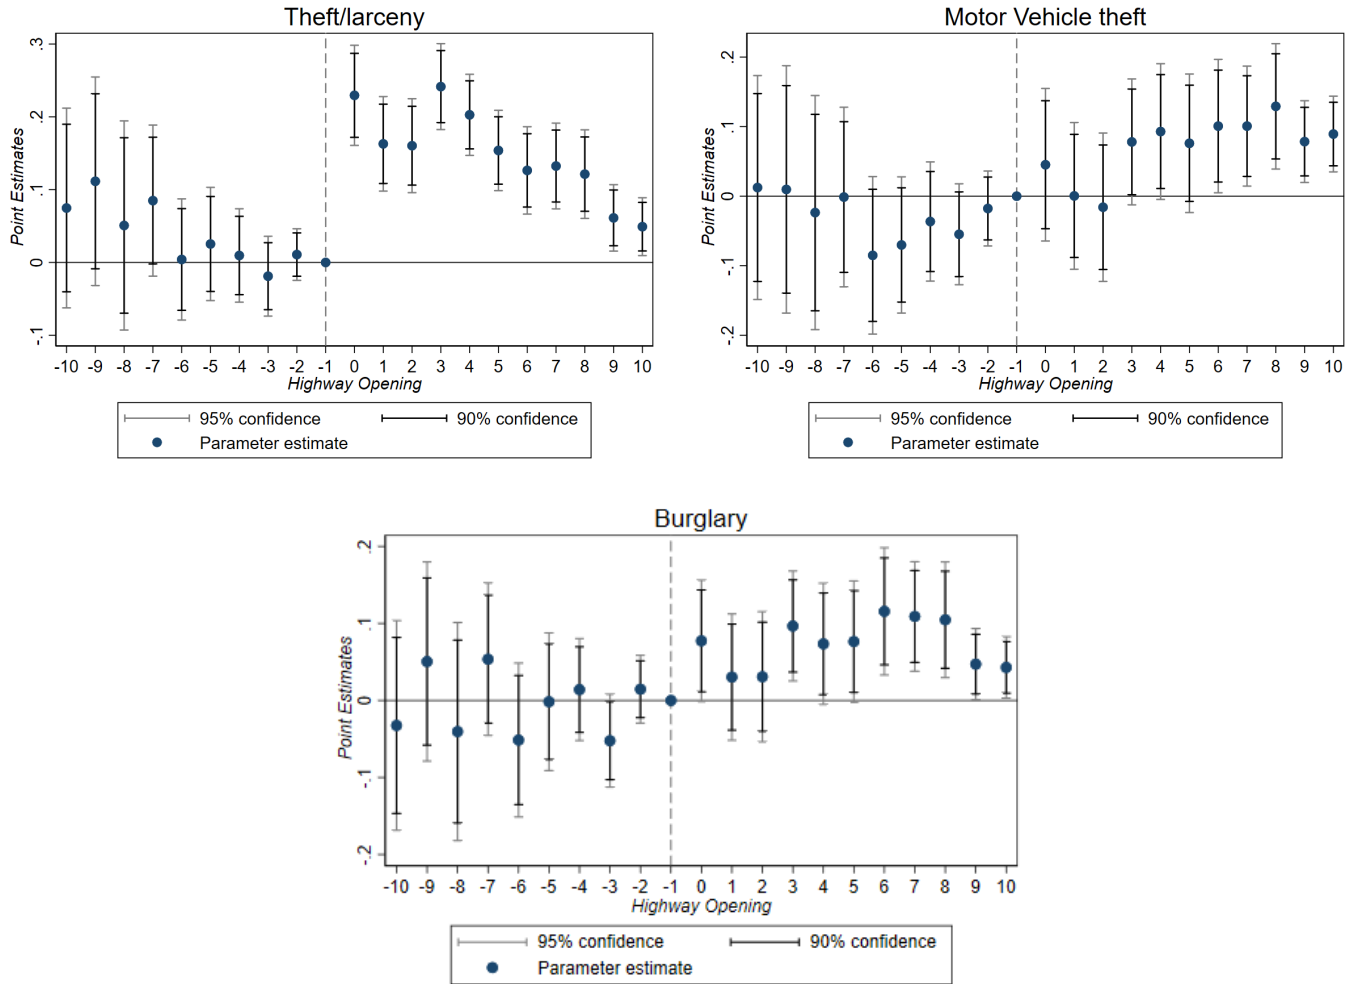 Theft/larceny
Point Estimates
.3
.2
.1
0
-.1
-10 -9 -8 -7 -6 -5 -4 -3 -2 -1 0 1 2 3 4 5 6 7 8 9 10
Highway Opening
95% confidence 90% confidence
Parameter estimate
Motor Vehicle theft
Point Estimates
.2
.1
0
-.1
-.2
-10 -9 -8 -7 -6 -5 -4 -3 -2 -1 0 1 2 3 4 5 6 7 8 9 10
Highway Opening
95% confidence 90% confidence
Parameter estimate
Burglary
Point Estimates
.2
.1
0
-.1
-.2
-10 -9 -8 -7 -6 -5 -4 -3 -2 -1 0 1 2 3 4 5 6 7 8 9 10
Highway Opening
95% confidence 90% confidence
Parameter estimate